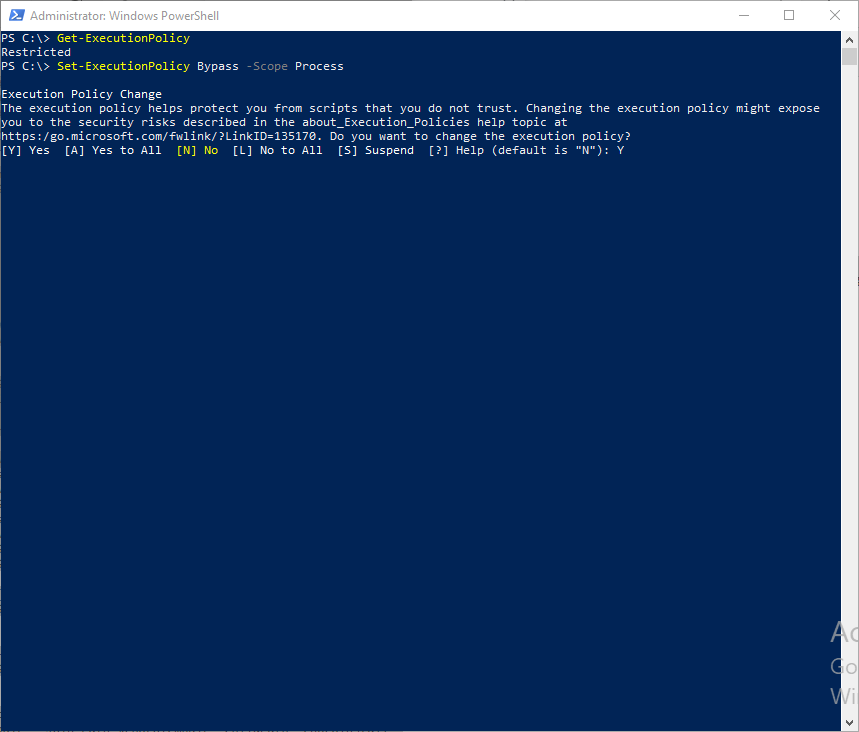 Administrator: Windows PowerShell
PS C:\> Get-ExecutionPolicy
Restricted
PS C:\> Set-ExecutionPolicy Bypass -Scope Process
Execution Policy Change
The execution policy helps protect you from scripts that you do not trust. Changing the execution policy might expose
you to the security risks described in the about_Execution_Policies help topic at
https:/go.microsoft.com/fwlink/?LinkID=135170. Do you want to change the execution policy?
[Y] Yes  [A] Yes to All  [N] No  [L] No to All  [S] Suspend  [?] Help (default is "N"): Y